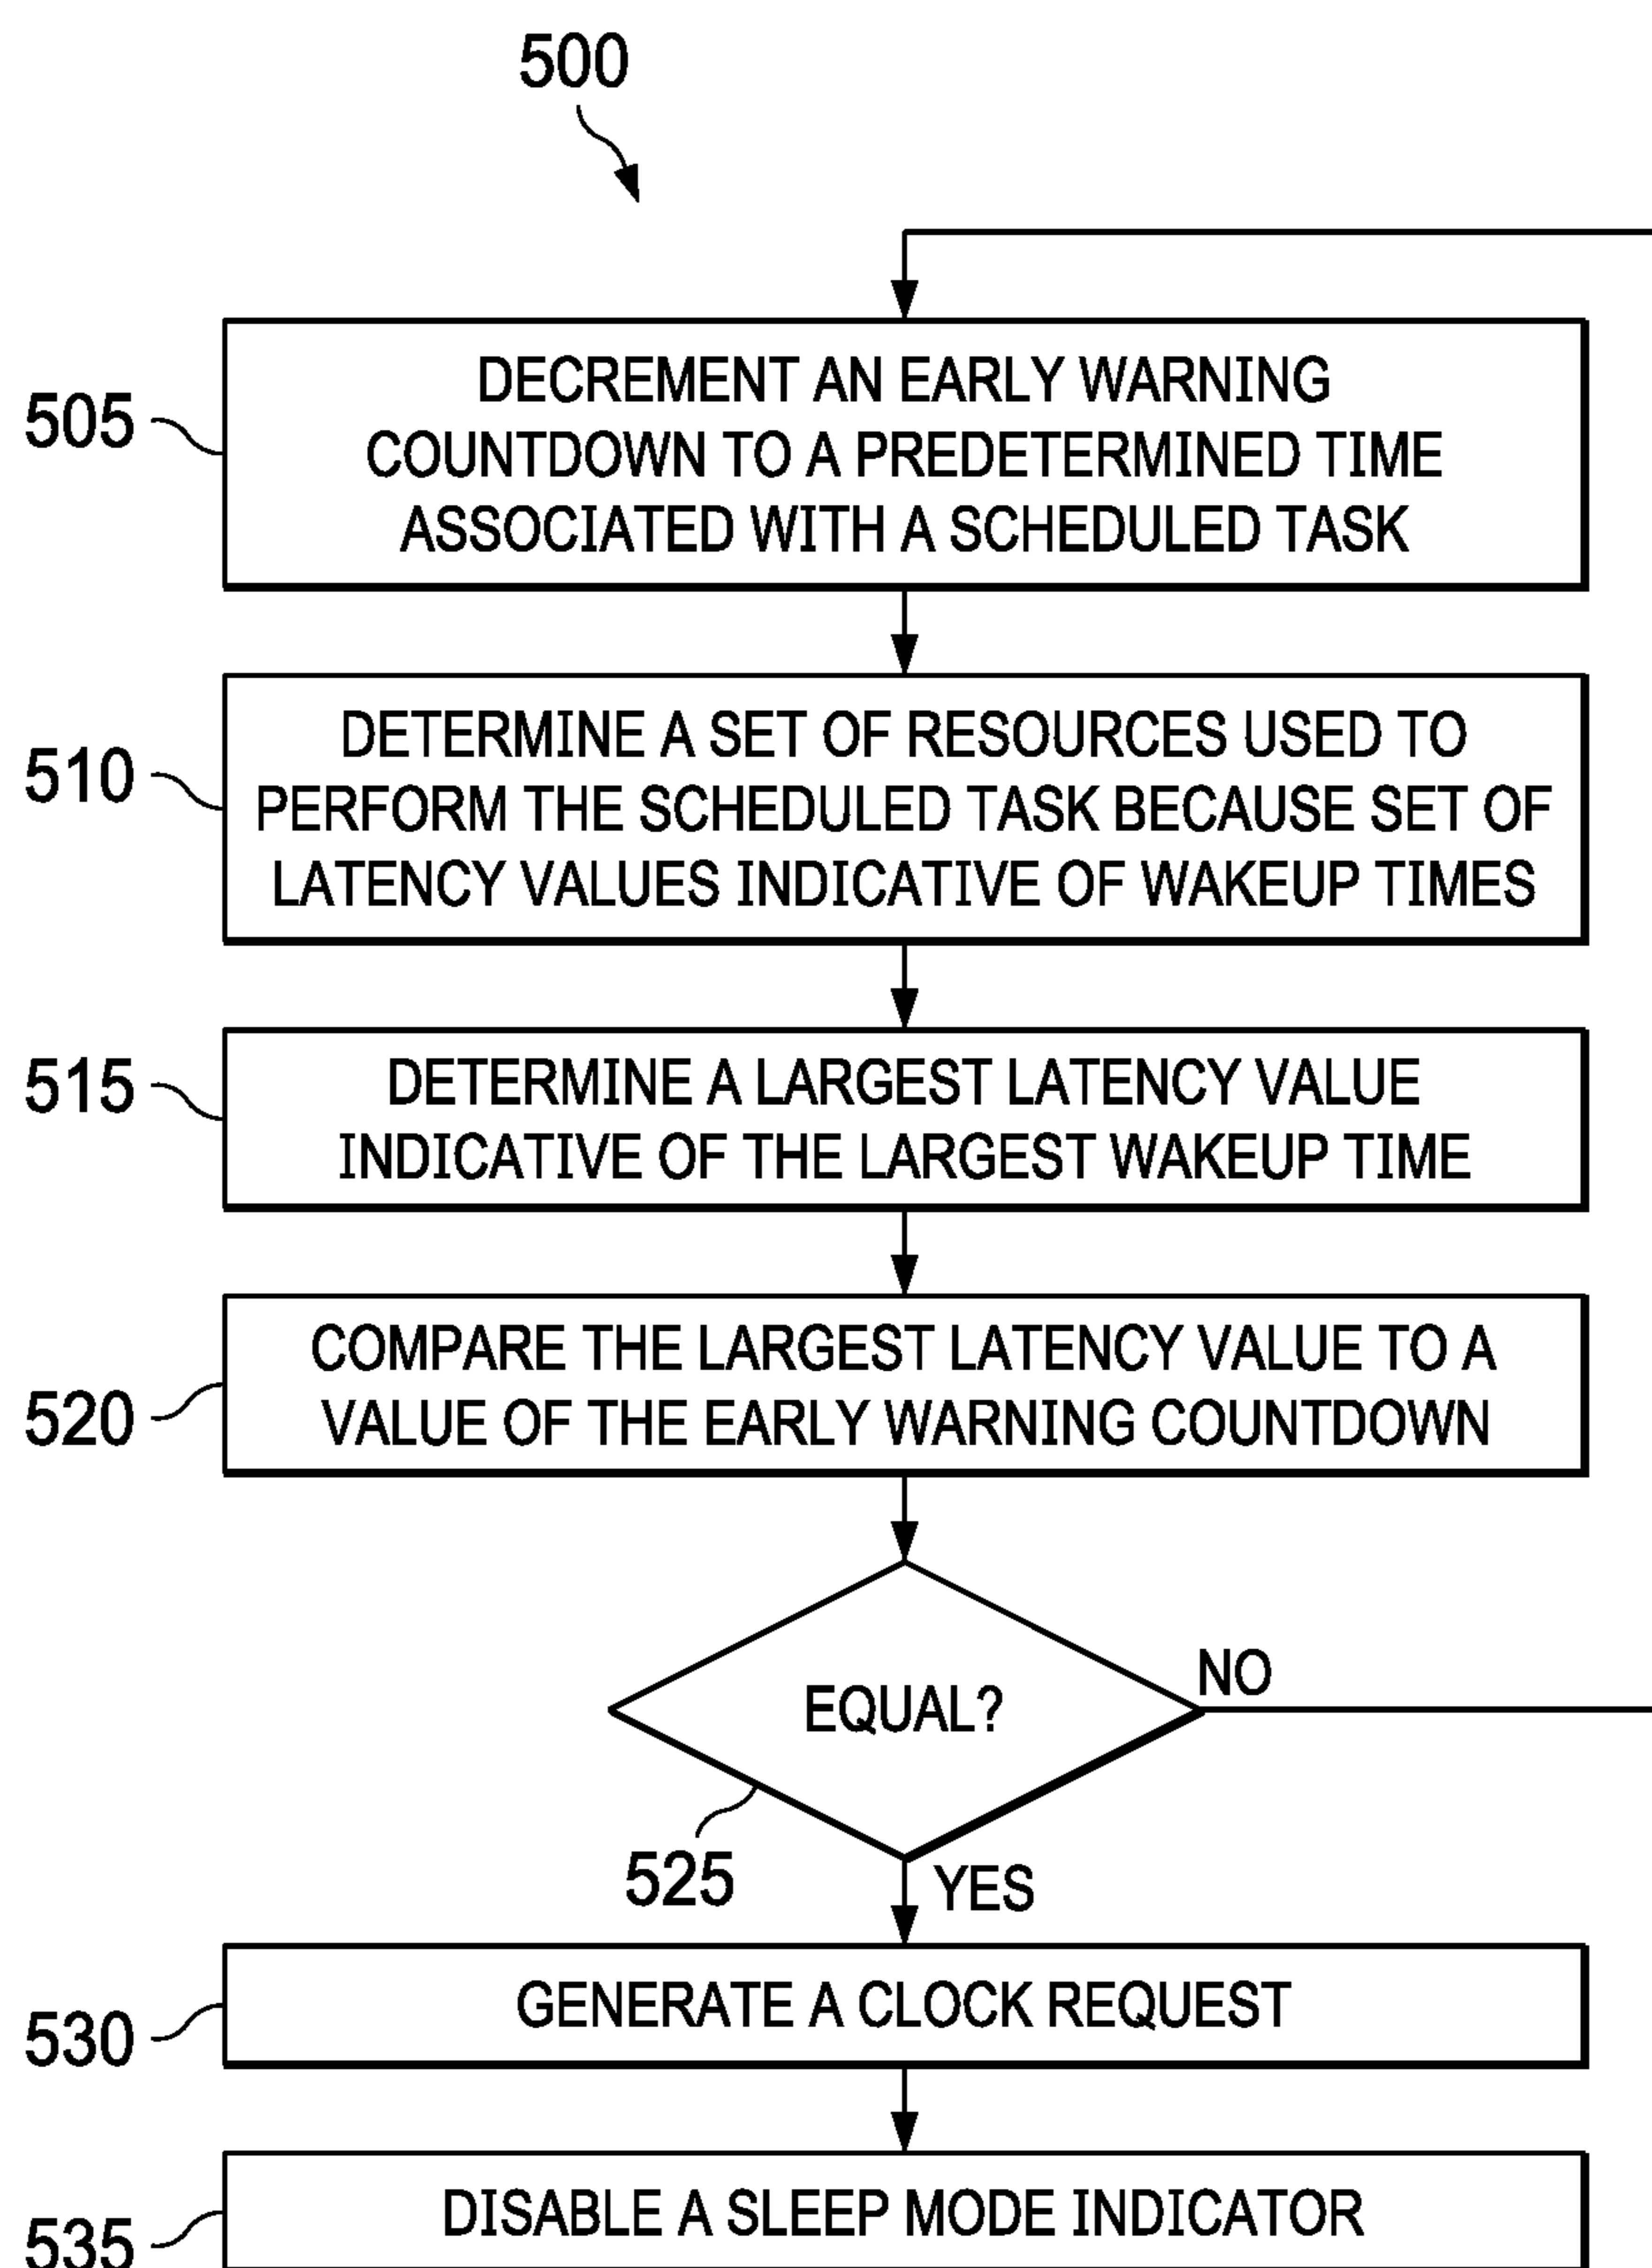 500
505
DECREMENT AN EARLY WARNING
COUNTDOWN TO A PREDETERMINED TIME
ASSOCIATED WITH A SCHEDULED TASK
510
DETERMINE A SET OF RESOURCES USED TO
PERFORM THE SCHEDULED TASK BECAUSE SET OF
LATENCY VALUES INDICATIVE OF WAKEUP TIMES
515
DETERMINE A LARGEST LATENCY VALUE
INDICATIVE OF THE LARGEST WAKEUP TIME
520
COMPARE THE LARGEST LATENCY VALUE TO A
VALUE OF THE EARLY WARNING COUNTDOWN
EQUAL?
NO
525
YES
530
GENERATE A CLOCK REQUEST
535
DISABLE A SLEEP MODE INDICATOR